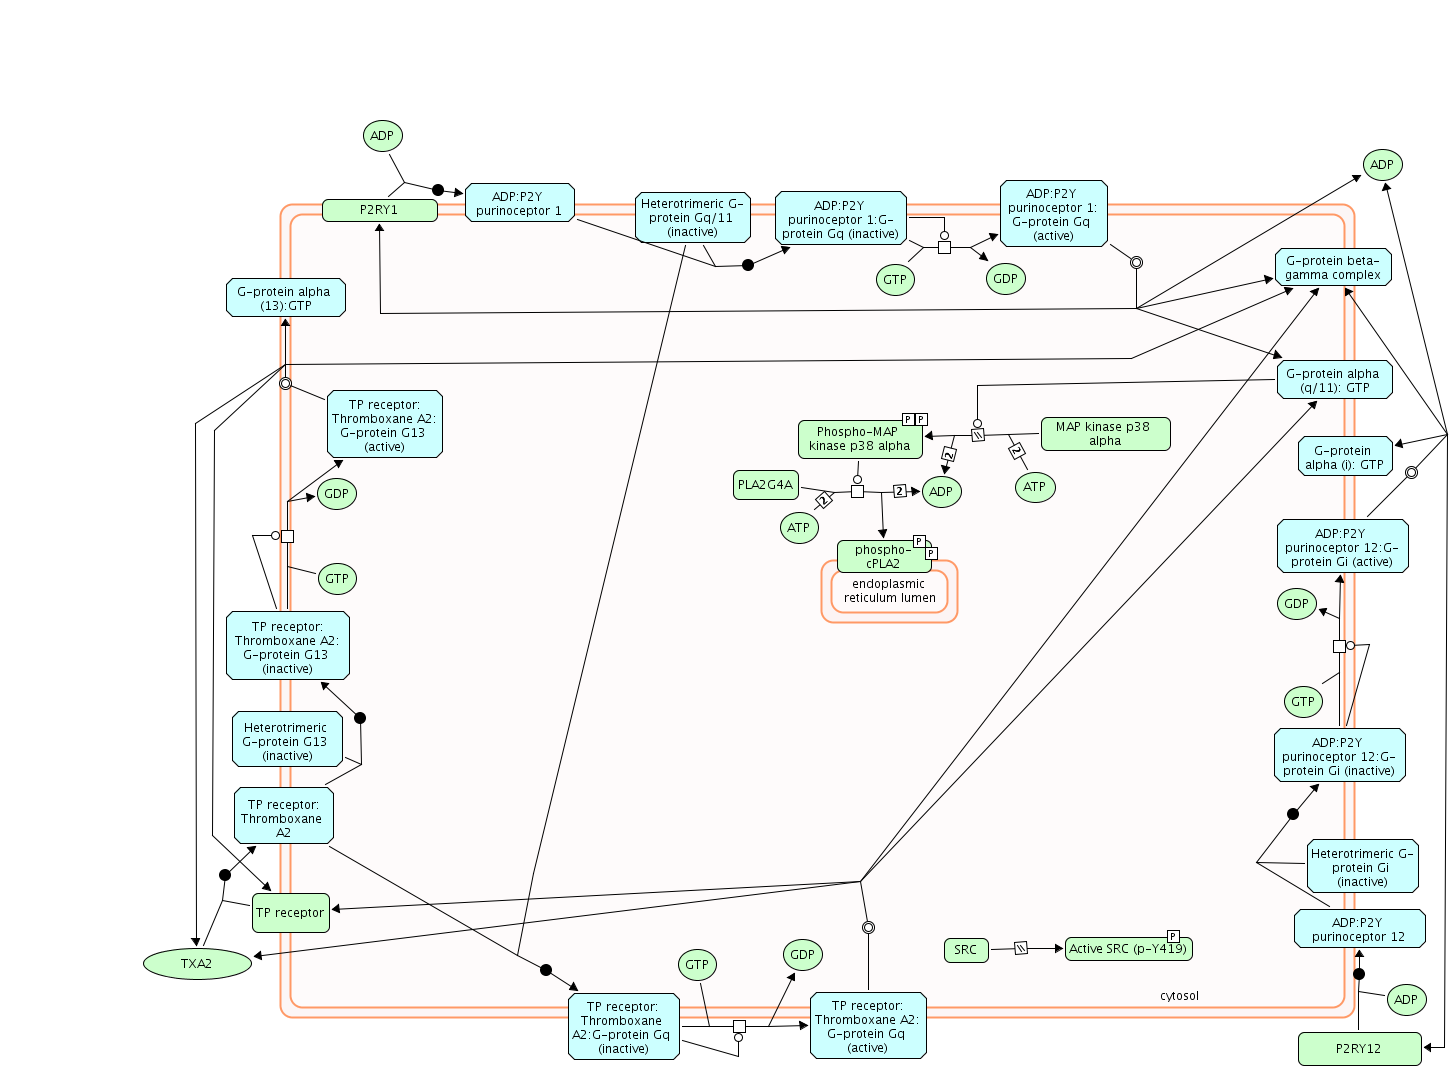 ADP
ADP
P2RY1
ADP:P2Y
purinoceptor 1
Heterotrimeric G-
protein Gq/11
(inactive)
ADP:P2Y
purinoceptor 1:G-
protein Gq (inactive)
ADP:P2Y
purinoceptor 1:
G-protein Gq
(active)
GTP
GDP
G-protein beta-
gamma complex
G-protein alpha
(13):GTP
G-protein alpha
(q/11): GTP
TP receptor:
Thromboxane A2:
G-protein G13
(active)
P
P
Phospho-MAP
kinase p38 alpha
MAP kinase p38
alpha
2
2
G-protein
alpha (i): GTP
PLA2G4A
2
2
ADP
ATP
GDP
ATP
P
P
phospho-
cPLA2
endoplasmic
reticulum lumen
ADP:P2Y
purinoceptor 12:G-
protein Gi (active)
GTP
GDP
TP receptor:
Thromboxane A2:
G-protein G13
(inactive)
GTP
Heterotrimeric
G-protein G13
(inactive)
ADP:P2Y
purinoceptor 12:G-
protein Gi (inactive)
TP receptor:
Thromboxane
A2
Heterotrimeric G-
protein Gi
(inactive)
TP receptor
ADP:P2Y
purinoceptor 12
TXA2
GTP
GDP
SRC
P
Active SRC (p-Y419)
cytosol
ADP
TP receptor:
Thromboxane
A2:G-protein Gq
(inactive)
TP receptor:
Thromboxane A2:
G-protein Gq
(active)
P2RY12